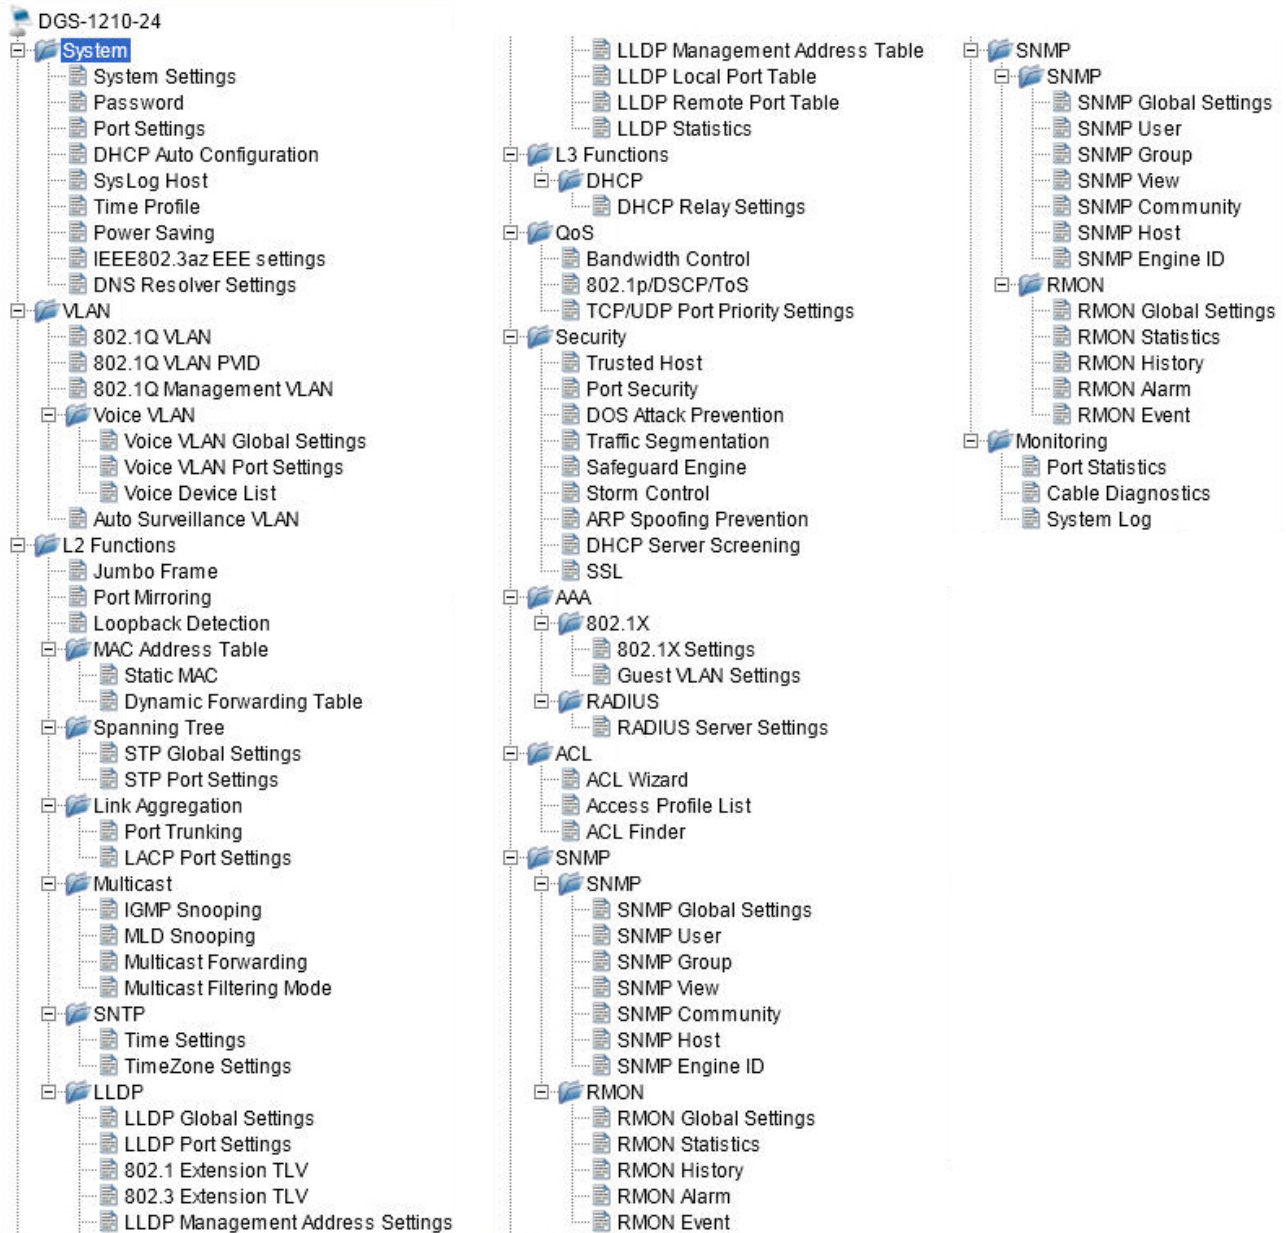 DGS-1210-24
System
System Settings
Password
Port Settings
DHCP Auto Configuration
SysLog Host
Time Profile
Power Saving
IEEE802.3az EEE settings
DNS Resolver Settings
VLAN
802.1Q VLAN
802.1Q VLAN PVID
802.1Q Management VLAN
Voice VLAN
Voice VLAN Global Settings
Voice VLAN Port Settings
Voice Device List
Auto Surveillance VLAN
L2 Functions
Jumbo Frame
Port Mirroring
Loopback Detection
MAC Address Table
Static MAC
Dynamic Forwarding Table
Spanning Tree
STP Global Settings
STP Port Settings
Link Aggregation
Port Trunking
LACP Port Settings
Multicast
IGMP Snooping
MLD Snooping
Multicast Forwarding
Multicast Filtering Mode
SNTP
Time Settings
TimeZone Settings
LLDP
LLDP Global Settings
LLDP Port Settings
802.1 Extension TLV
802.3 Extension TLV
LLDP Management Address Settings
LLDP Management Address Table
LLDP Local Port Table
LLDP Remote Port Table
LLDP Statistics
L3 Functions
DHCP
DHCP Relay Settings
QoS
Bandwidth Control
802.1p/DSCP/ToS
TCP/UDP Port Priority Settings
Security
Trusted Host
Port Security
DOS Attack Prevention
Traffic Segmentation
Safeguard Engine
Storm Control
ARP Spoofing Prevention
DHCP Server Screening
SSL
AAA
802.1X
802.1X Settings
Guest VLAN Settings
RADIUS
RADIUS Server Settings
ACL
ACL Wizard
Access Profile List
ACL Finder
SNMP
SNMP
SNMP Global Settings
SNMP User
SNMP Group
SNMP View
SNMP Community
SNMP Host
SNMP Engine ID
RMON
RMON Global Settings
RMON Statistics
RMON History
RMON Alarm
RMON Event
SNMP
SNMP
SNMP Global Settings
SNMP User
SNMP Group
SNMP View
SNMP Community
SNMP Host
SNMP Engine ID
RMON
RMON Global Settings
RMON Statistics
RMON History
RMON Alarm
RMON Event
Monitoring
Port Statistics
Cable Diagnostics
System Log